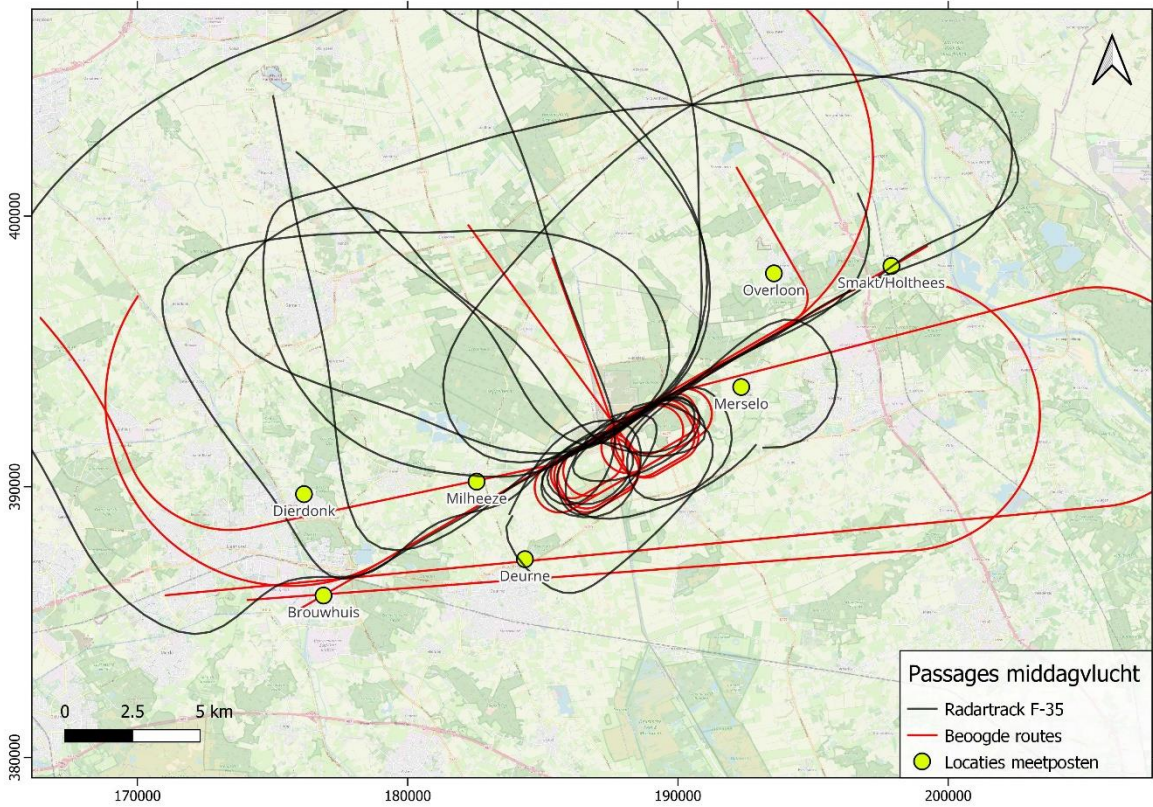 400000
390000
380000
Overloon
Smakt/Holthees
Merselo
Milheeze
Dierdonk
Deurne
Brouwhuis
0 2.5 5 km
Passages middagvlucht
Radartrack F-35
Beoogde routes
Locaties meetposten
170000 180000 190000 200000